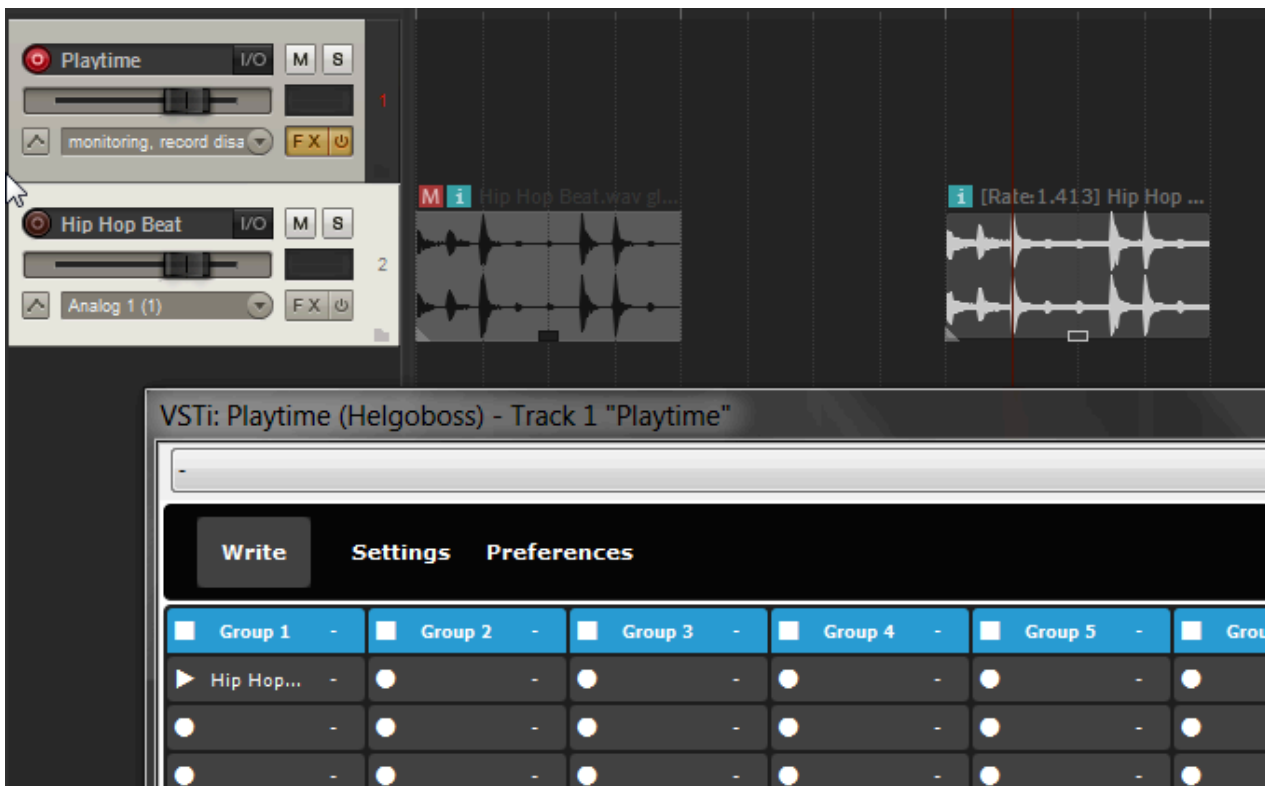 Playtime I/O M S
1
monitoring, record disa FX
M i Hip Hop Beat.wav gl... i [Rate:1.413] Hip Hop ...
Hip Hop Beat I/O M S
2
Analog 1 (1) FX
VSTi: Playtime (Helgoboss) - Track 1 "Playtime"
-
Write Settings Preferences
Group 1 - Group 2 - Group 3 - Group 4 - Group 5 - Grou
Hip Hop... - - - - -
- - - - -
- - - - -